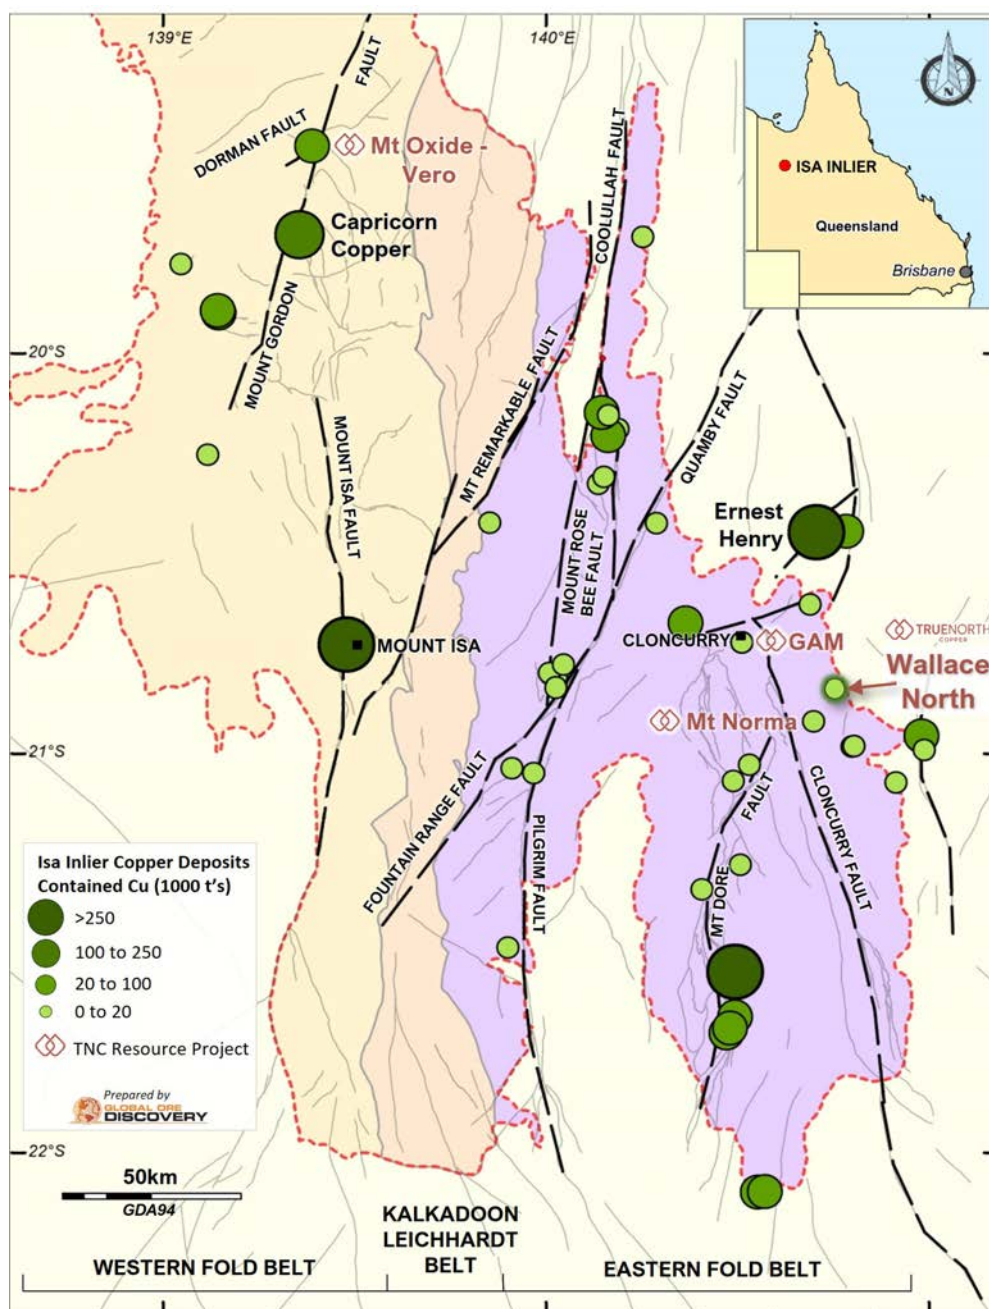 139°E
140°E
N
ISA INLIER
Queensland
Brisbane
FAULT
DORMAN FAULT
Mt Oxide -
Vero
COOLULLAH FAULT
Capricorn
Copper
MOUNT GORDON
20°S
MT REMARKABLE FAULT
QUAMBY FAULT
MOUNT ISA FAULT
Ernest
Henry
MOUNT ROSE
BEE FAULT
MOUNT ISA
CLONCURRY
GAM
TRUENORTH
COPPER
Wallace
North
Mt Norma
21°S
FOUNTAIN RANGE FAULT
PILGRIM FAULT
FAULT
MT DORE
CLONCURRY FAULT
Isa Inlier Copper Deposits
Contained Cu (1000 t's)
>250
100 to 250
20 to 100
0 to 20
TNC Resource Project
Prepared by
GLOBAL ORE
DISCOVERY
22°S
50km
GDA94
WESTERN FOLD BELT
KALKADOON
LEICHHARDT
BELT
EASTERN FOLD BELT